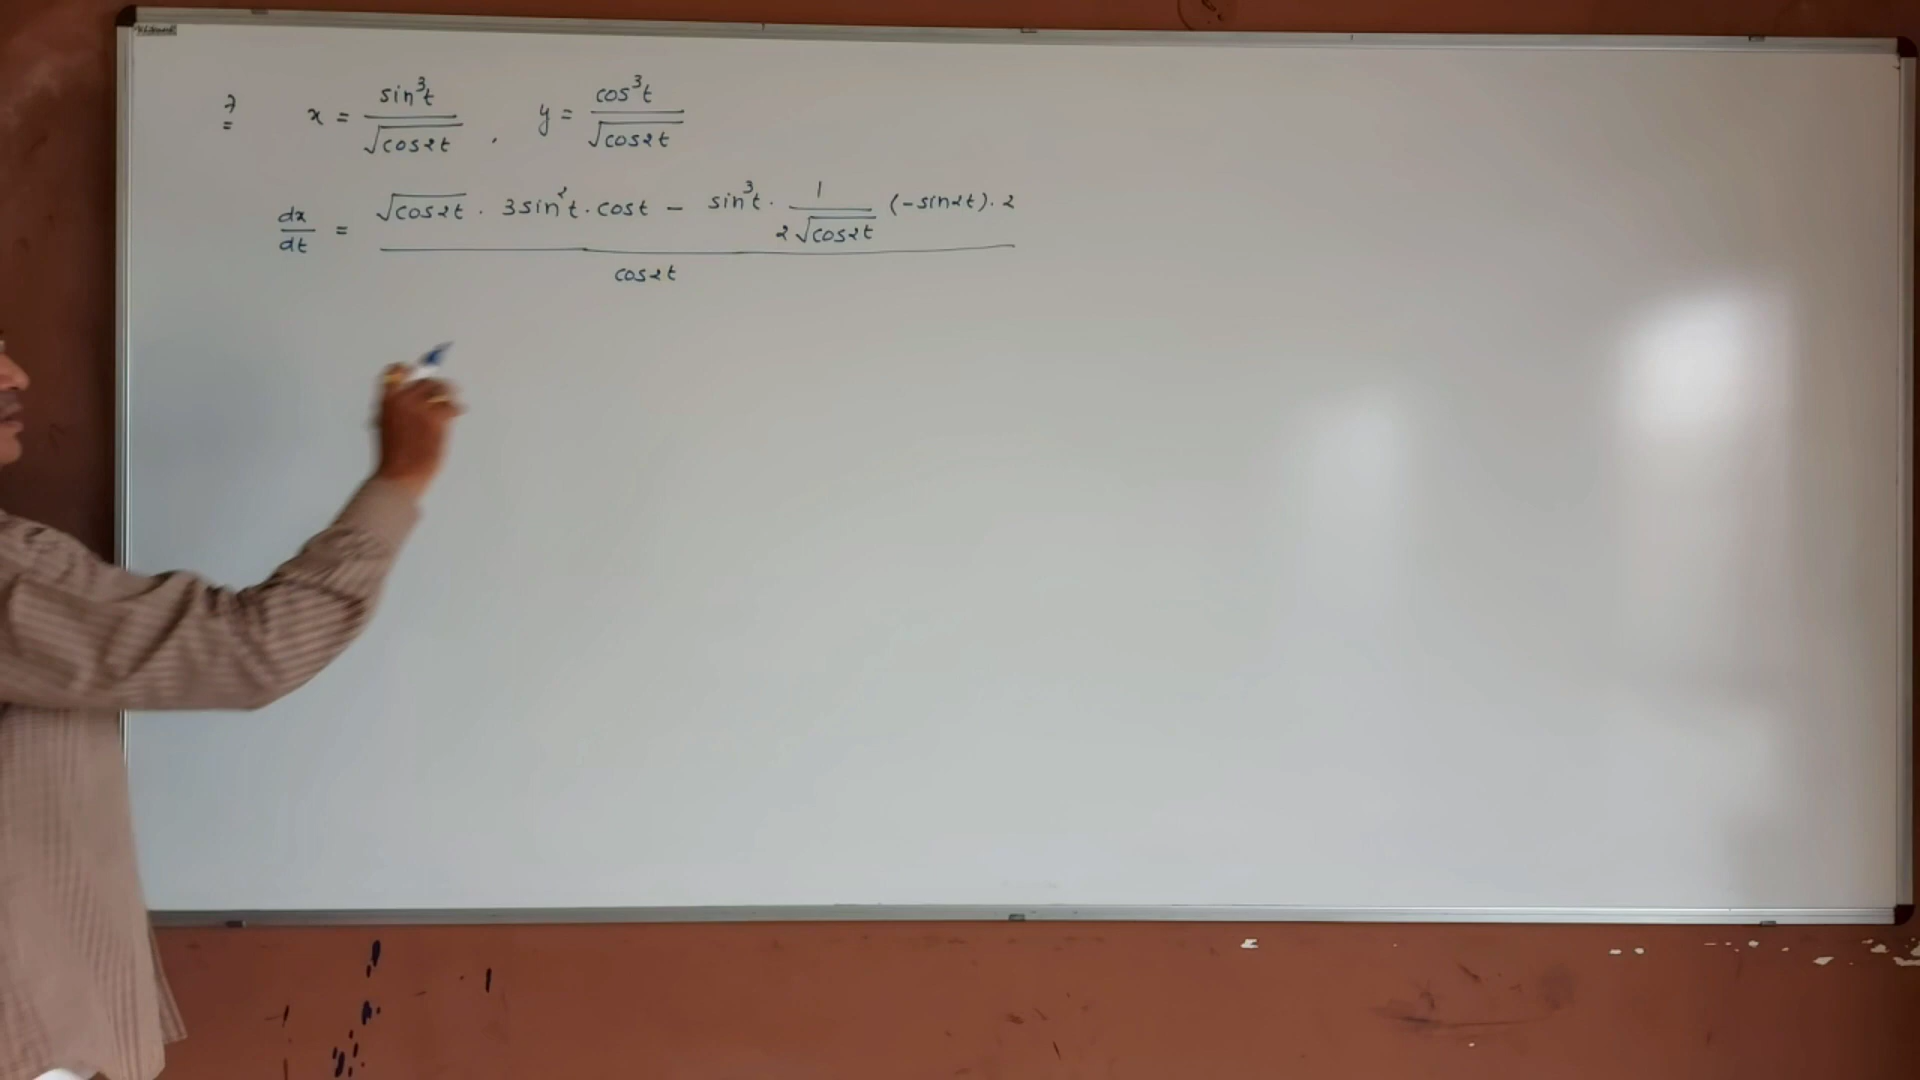 7 x = sin³t / √cos2t , y = cos³t / √cos2t
dx/dt = (√cos2t · 3sin²t · cost − sin³t · 1/(2√cos2t) (−sin2t) · 2) / cos2t